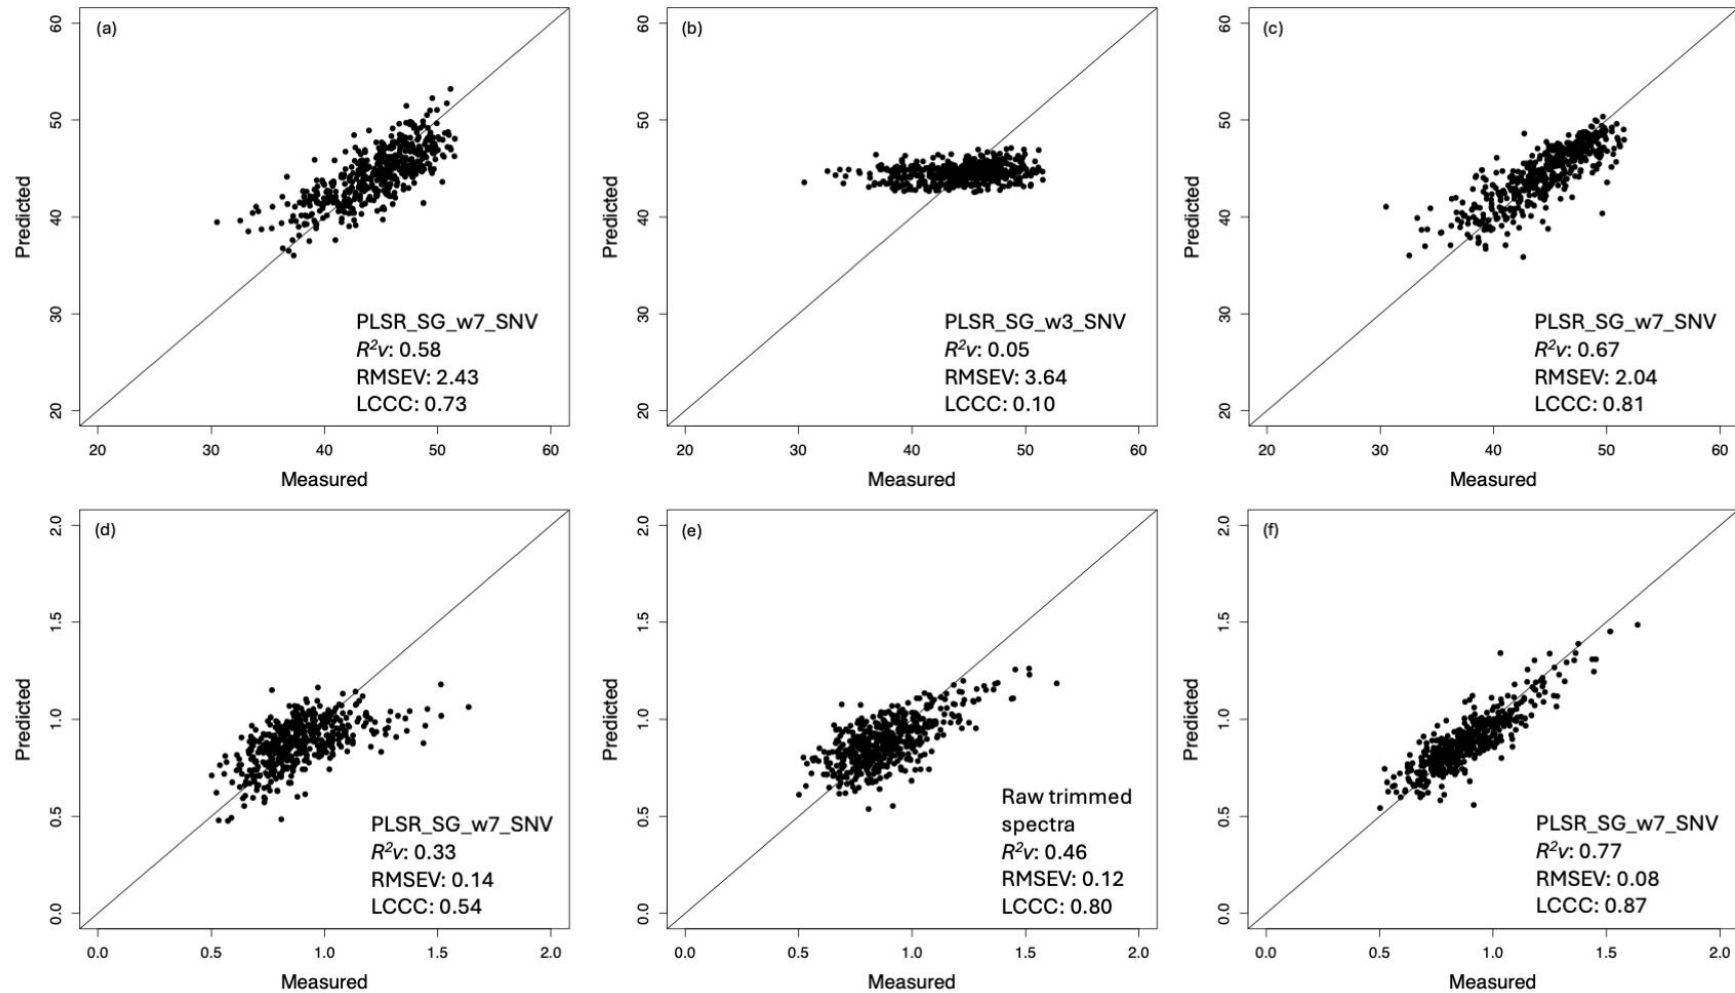 (a)
60
50
40
30
20
Predicted
PLSR_SG_w7_SNV
R²v: 0.58
RMSEV: 2.43
LCCC: 0.73
20 30 40 50 60
Measured
(b)
60
50
40
30
20
Predicted
PLSR_SG_w3_SNV
R²v: 0.05
RMSEV: 3.64
LCCC: 0.10
20 30 40 50 60
Measured
(c)
60
50
40
30
20
Predicted
PLSR_SG_w7_SNV
R²v: 0.67
RMSEV: 2.04
LCCC: 0.81
20 30 40 50 60
Measured
(d)
2.0
1.5
1.0
0.5
0.0
Predicted
PLSR_SG_w7_SNV
R²v: 0.33
RMSEV: 0.14
LCCC: 0.54
0.0 0.5 1.0 1.5 2.0
Measured
(e)
2.0
1.5
1.0
0.5
0.0
Predicted
Raw trimmed
spectra
R²v: 0.46
RMSEV: 0.12
LCCC: 0.80
0.0 0.5 1.0 1.5 2.0
Measured
(f)
2.0
1.5
1.0
0.5
0.0
Predicted
PLSR_SG_w7_SNV
R²v: 0.77
RMSEV: 0.08
LCCC: 0.87
0.0 0.5 1.0 1.5 2.0
Measured